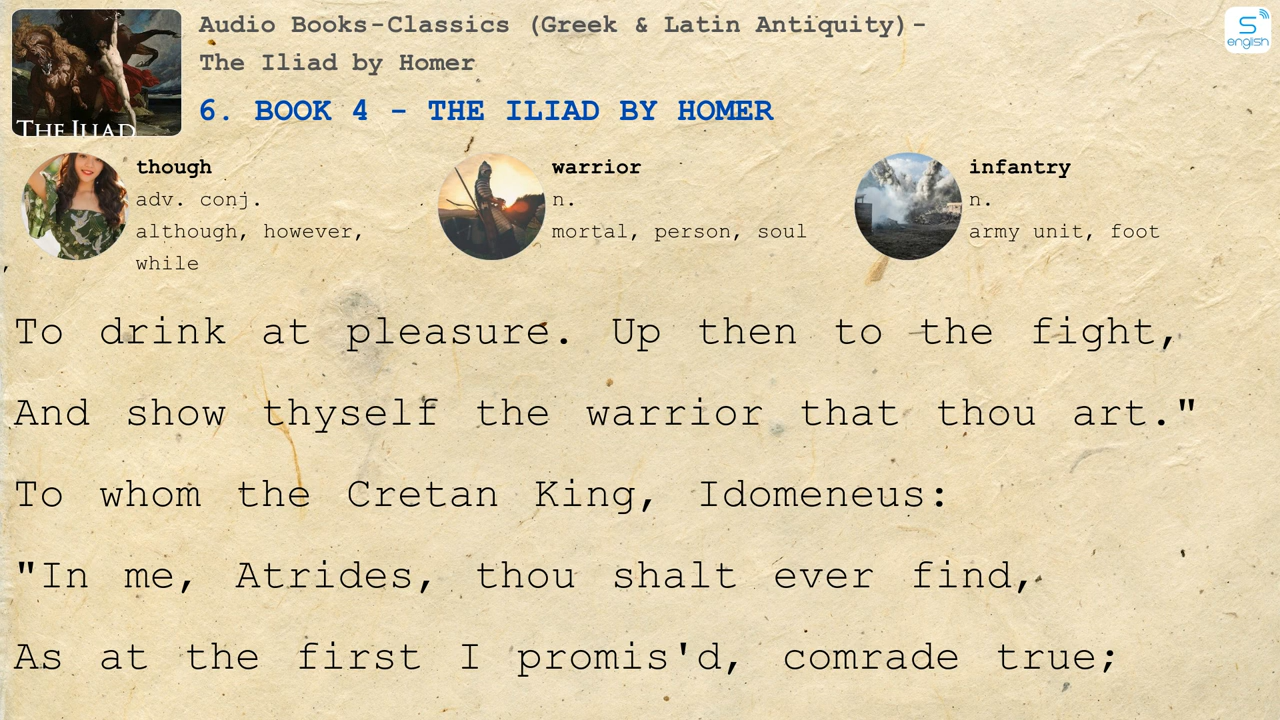 Audio Books-Classics (Greek & Latin Antiquity)-
The Iliad by Homer
6. BOOK 4 - THE ILIAD BY HOMER
THE ILIAD
S
english
though
adv. conj.
although, however,
while
warrior
n.
mortal, person, soul
infantry
n.
army unit, foot
To drink at pleasure. Up then to the fight,
And show thyself the warrior that thou art."
To whom the Cretan King, Idomeneus:
"In me, Atrides, thou shalt ever find,
As at the first I promis'd, comrade true;